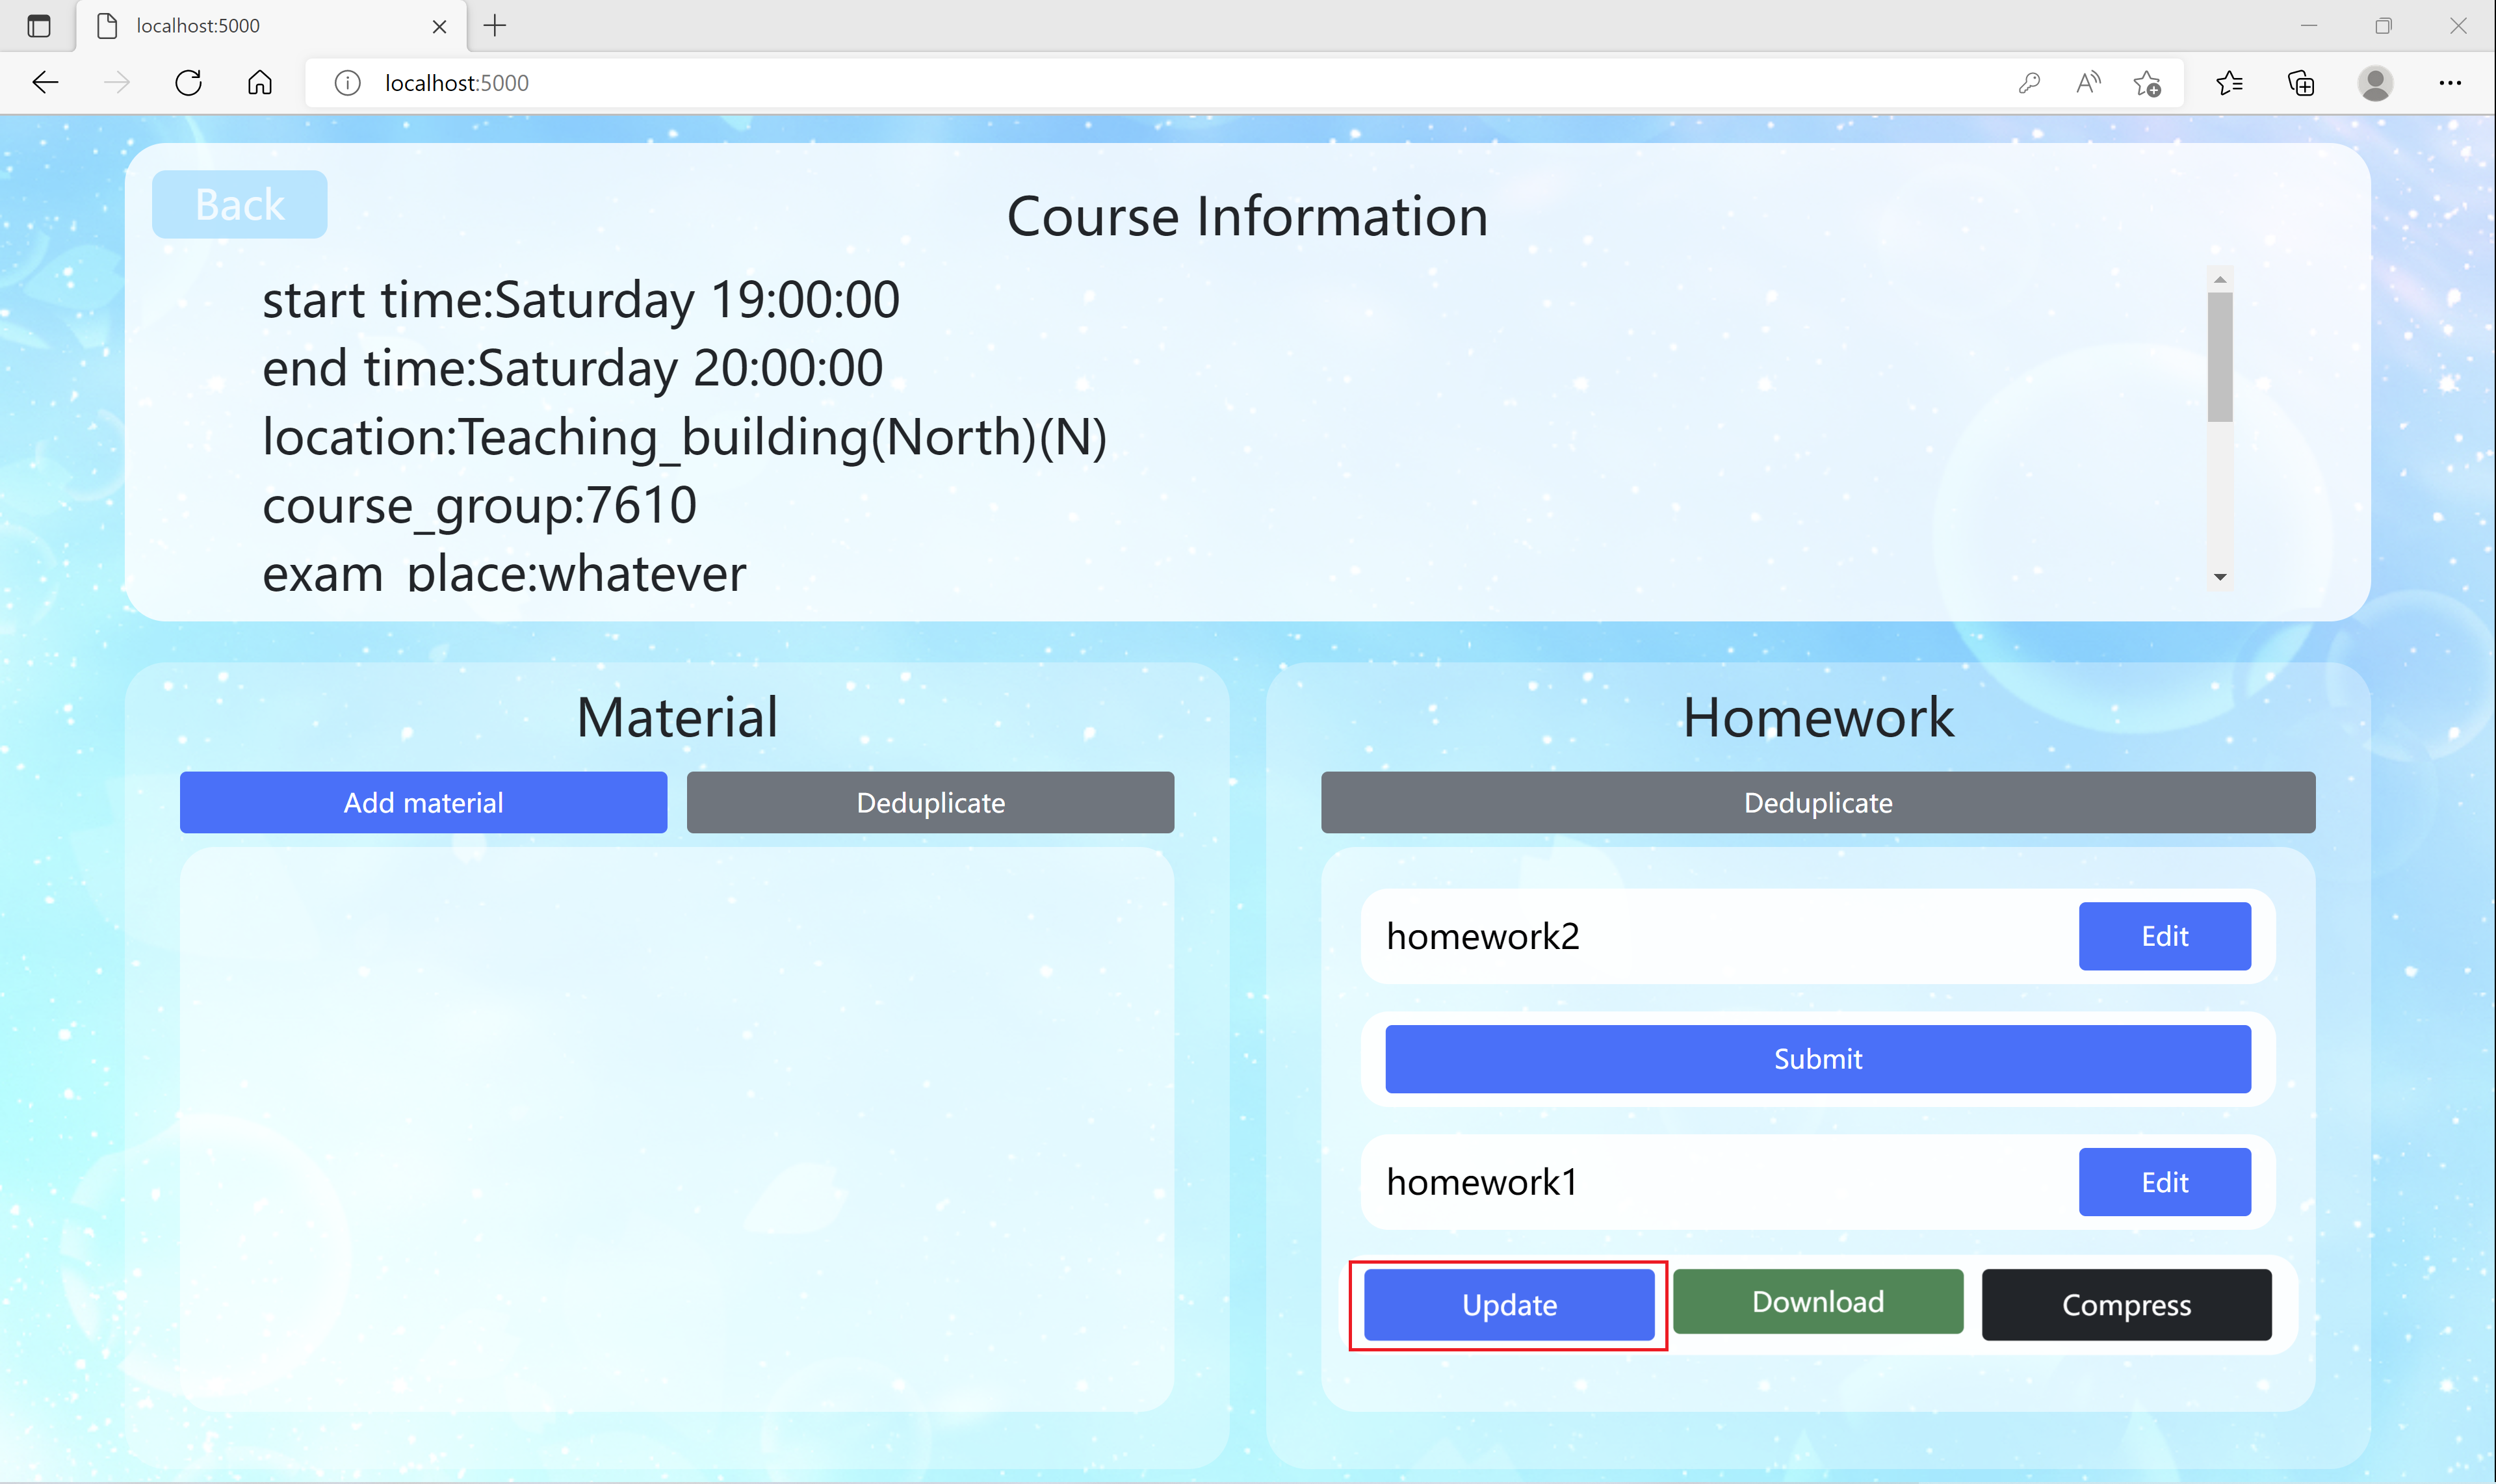 localhost:5000
localhost:5000
Back
Course Information
start time:Saturday 19:00:00
end time:Saturday 20:00:00
location:Teaching_building(North)(N)
course_group:7610
exam_place:whatever
Material
Add material
Deduplicate
Homework
Deduplicate
homework2
Edit
Submit
homework1
Edit
Update
Download
Compress